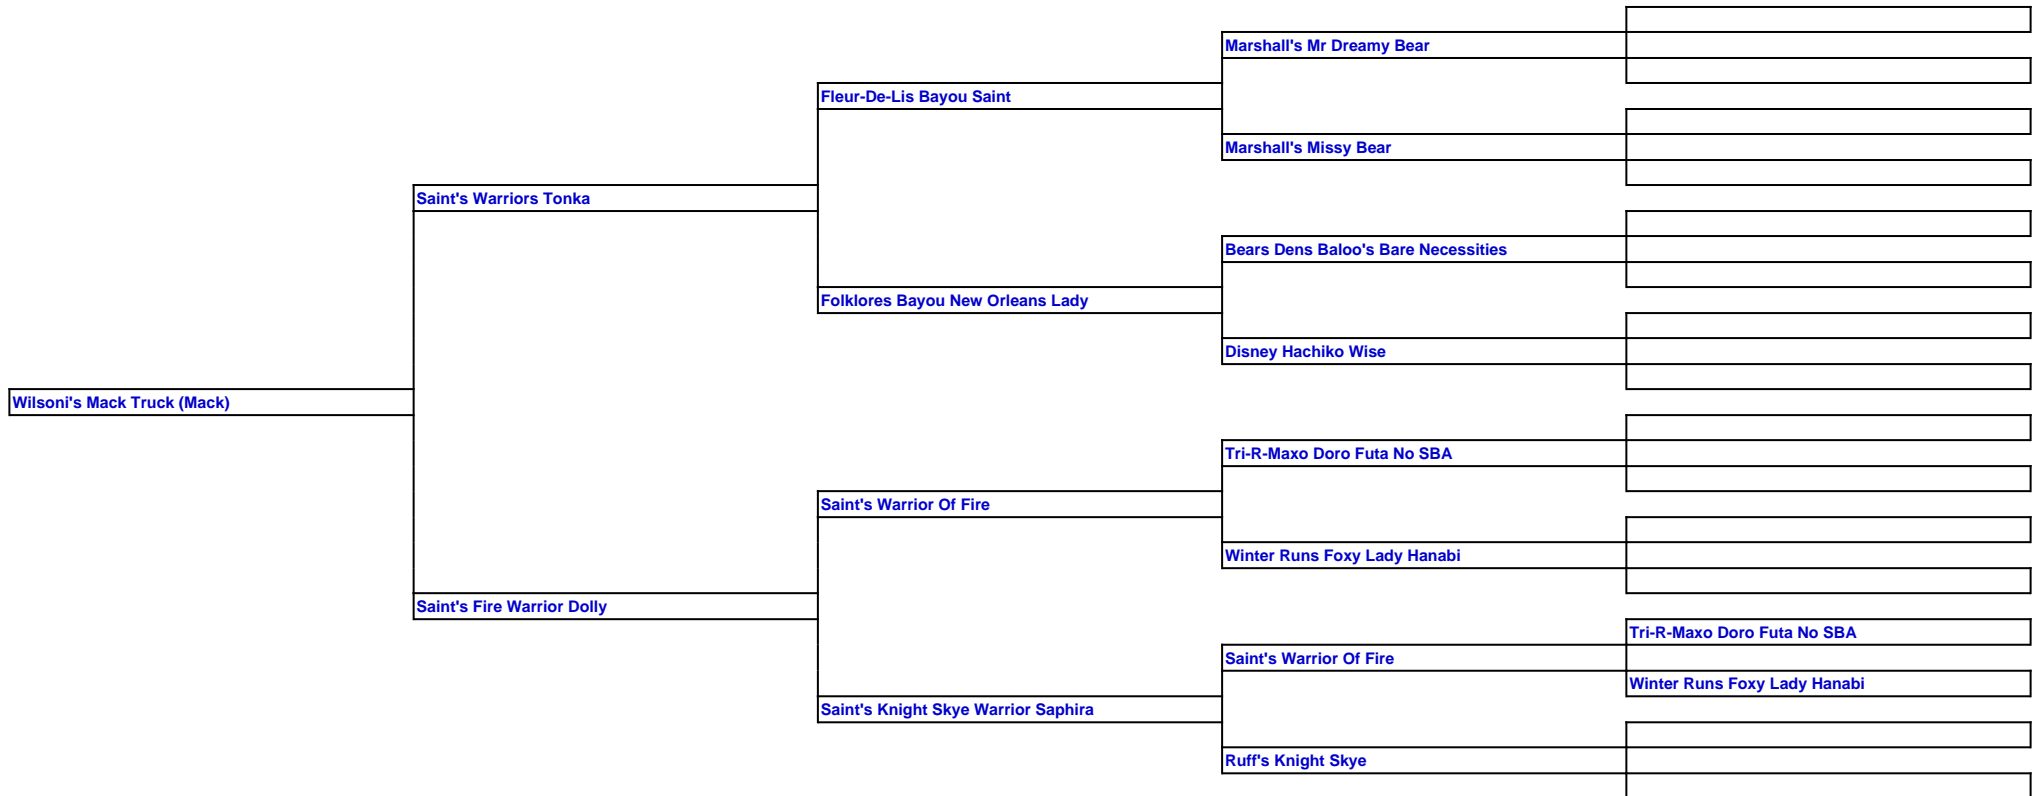 Marshall's Mr Dreamy Bear
Fleur-De-Lis Bayou Saint
Marshall's Missy Bear
Saint's Warriors Tonka
Bears Dens Baloo's Bare Necessities
Folklores Bayou New Orleans Lady
Disney Hachiko Wise
Wilsoni's Mack Truck (Mack)
Tri-R-Maxo Doro Futa No SBA
Saint's Warrior Of Fire
Winter Runs Foxy Lady Hanabi
Saint's Fire Warrior Dolly
Tri-R-Maxo Doro Futa No SBA
Saint's Warrior Of Fire
Winter Runs Foxy Lady Hanabi
Saint's Knight Skye Warrior Saphira
Ruff's Knight Skye